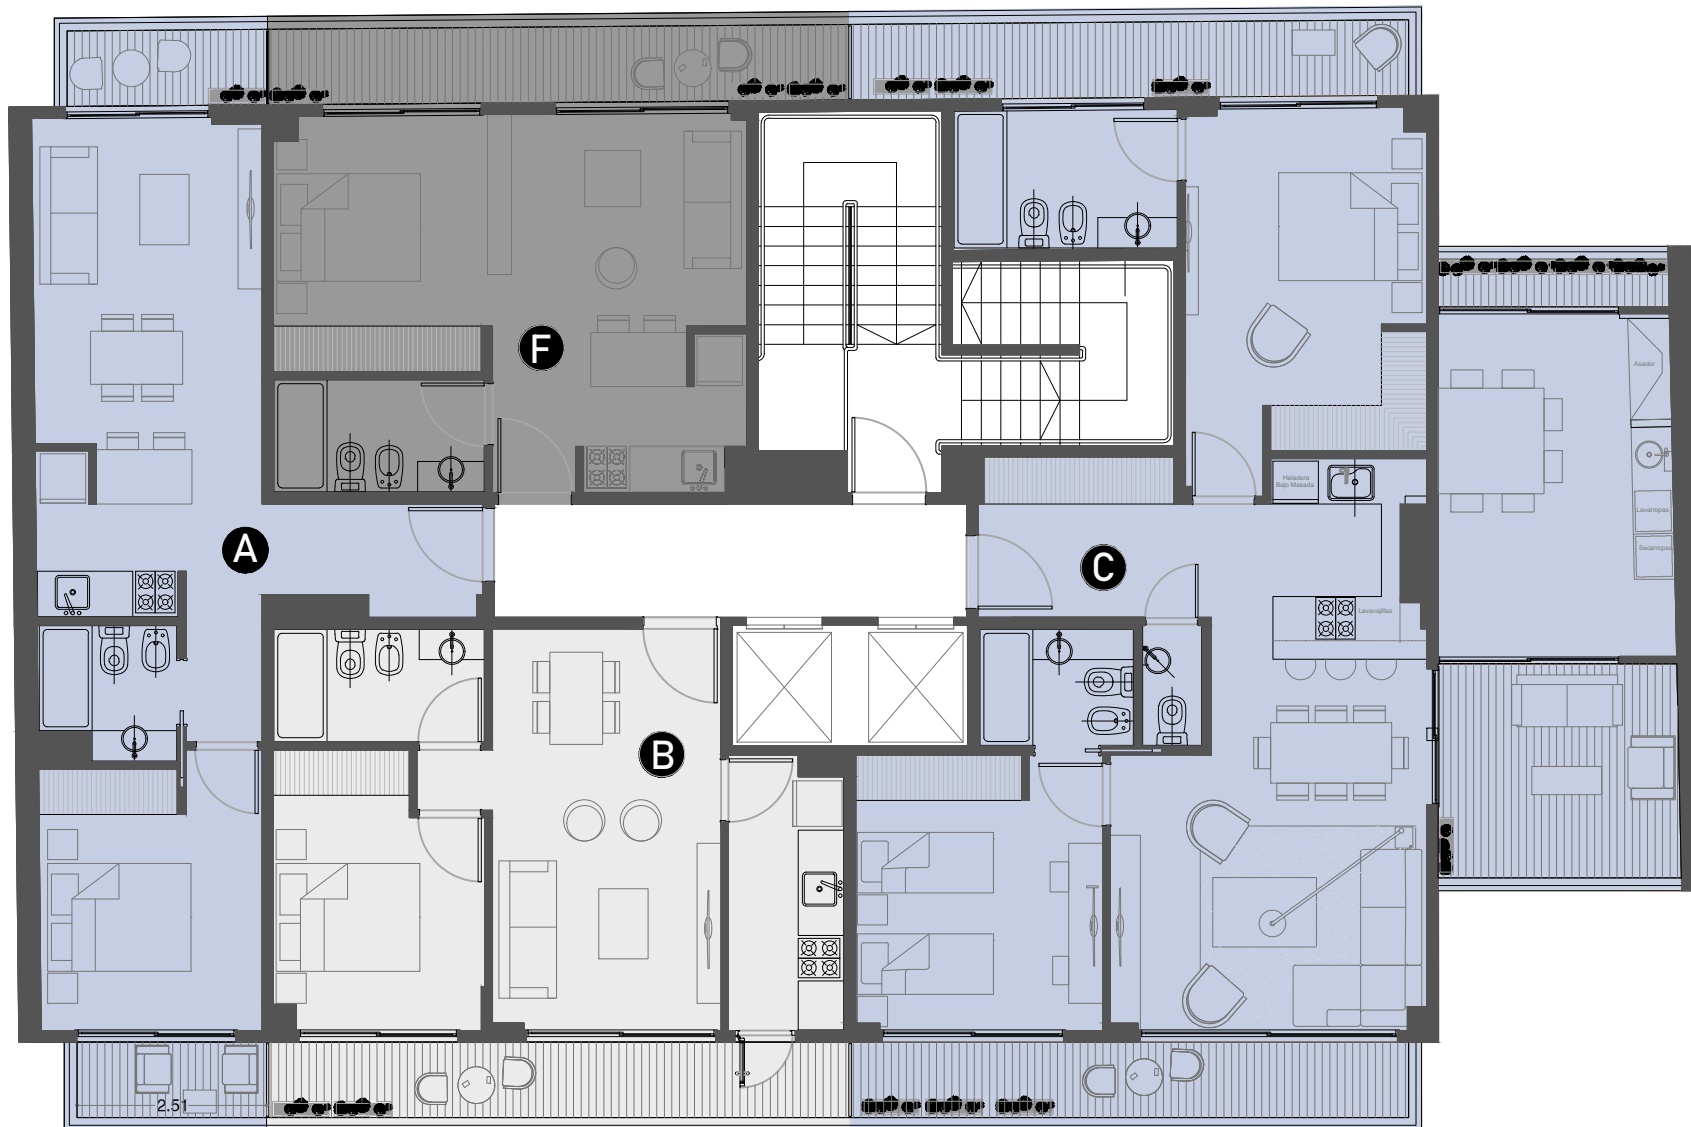 F
Asador
Heladera
Bajo Mesada
Lavarropas
Secarropas
A
C
Lavavajillas
B
2.51